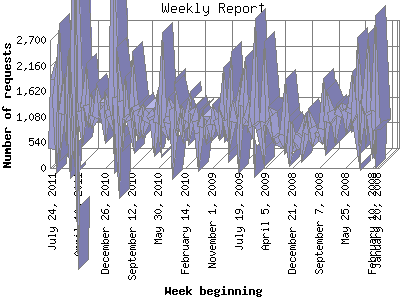 Weekly Report
Number of requests
2,700
2,160
1,620
1,080
540
0
July 24, 2011
2011
December 26, 2010
September 12, 2010
May 30, 2010
February 14, 2010
November 1, 2009
July 19, 2009
April 5, 2009
December 21, 2008
September 7, 2008
May 25, 2008
February 10, 2008
January 20, 2008
Week beginning